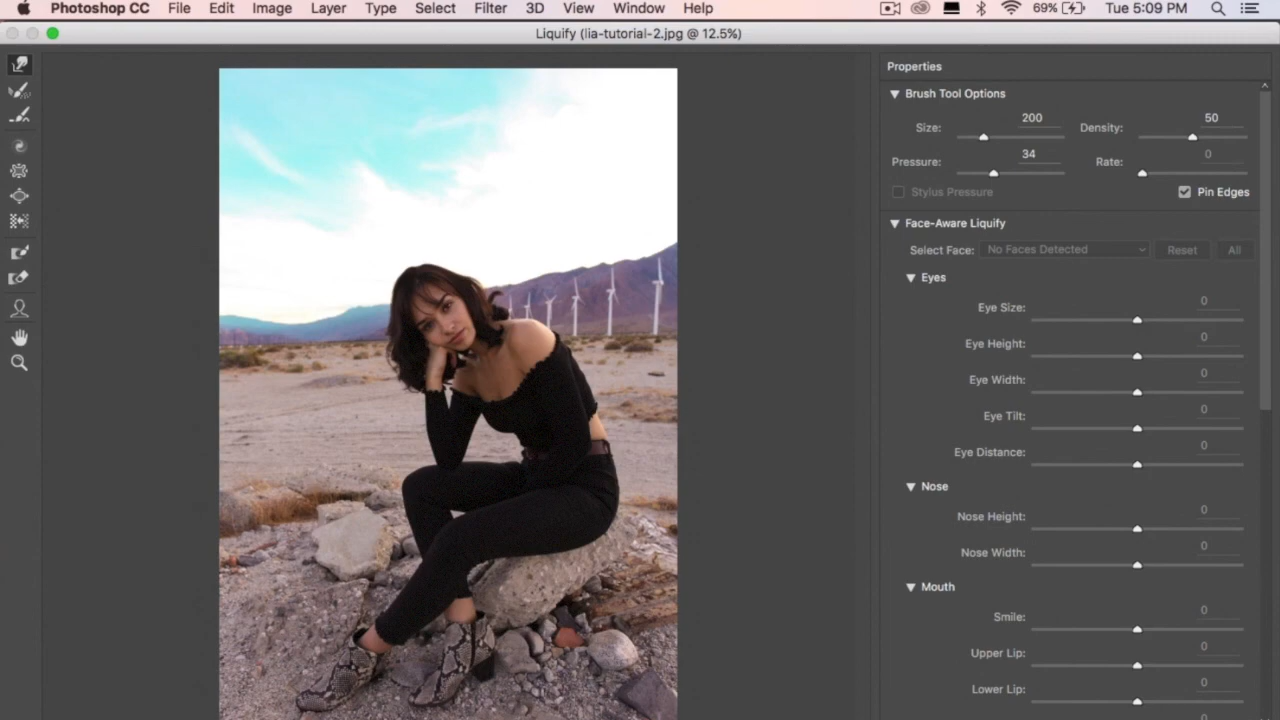 Photoshop CC File Edit Image Layer Type Select Filter 3D View Window Help 69% Tue 5:09 PM
Liquify (lia-tutorial-2.jpg @ 12.5%)
Properties
Brush Tool Options
Size: 200 Density: 50
Pressure: 34 Rate: 0
Stylus Pressure Pin Edges
Face-Aware Liquify
Select Face: No Faces Detected Reset All
Eyes
Eye Size: 0
Eye Height: 0
Eye Width: 0
Eye Tilt: 0
Eye Distance: 0
Nose
Nose Height: 0
Nose Width: 0
Mouth
Smile: 0
Upper Lip: 0
Lower Lip: 0